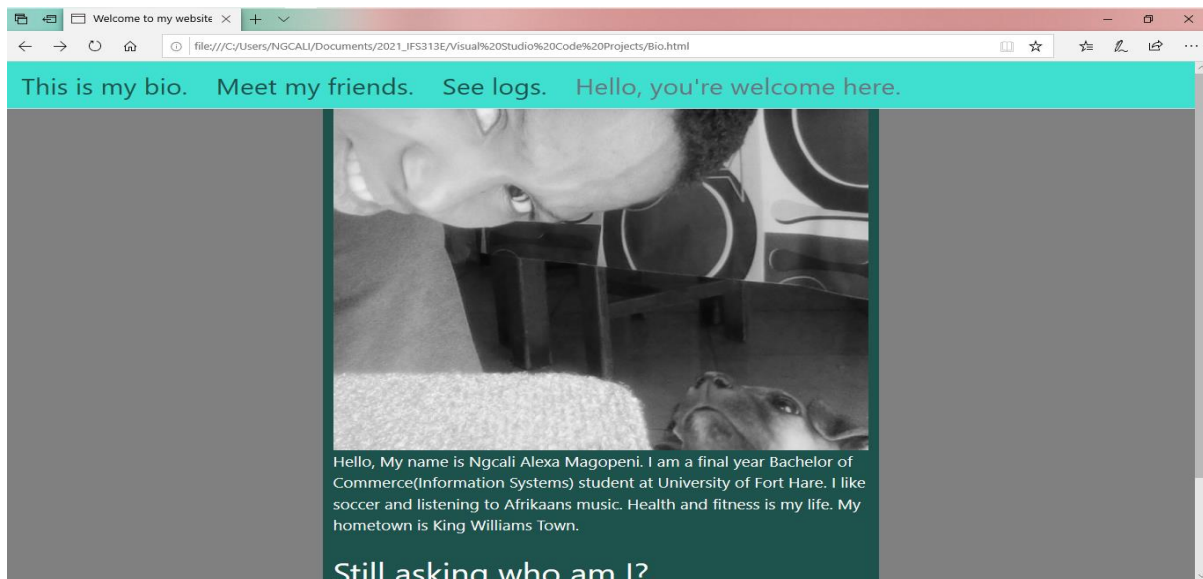 Welcome to my website
file:///C:/Users/NGCALI/Documents/2021_IFS313E/Visual%20Studio%20Code%20Projects/Bio.html
This is my bio. Meet my friends. See logs. Hello, you're welcome here.
Hello, My name is Ngcali Alexa Magopeni. I am a final year Bachelor of
Commerce(Information Systems) student at University of Fort Hare. I like
soccer and listening to Afrikaans music. Health and fitness is my life. My
hometown is King Williams Town.
Still asking who am I?